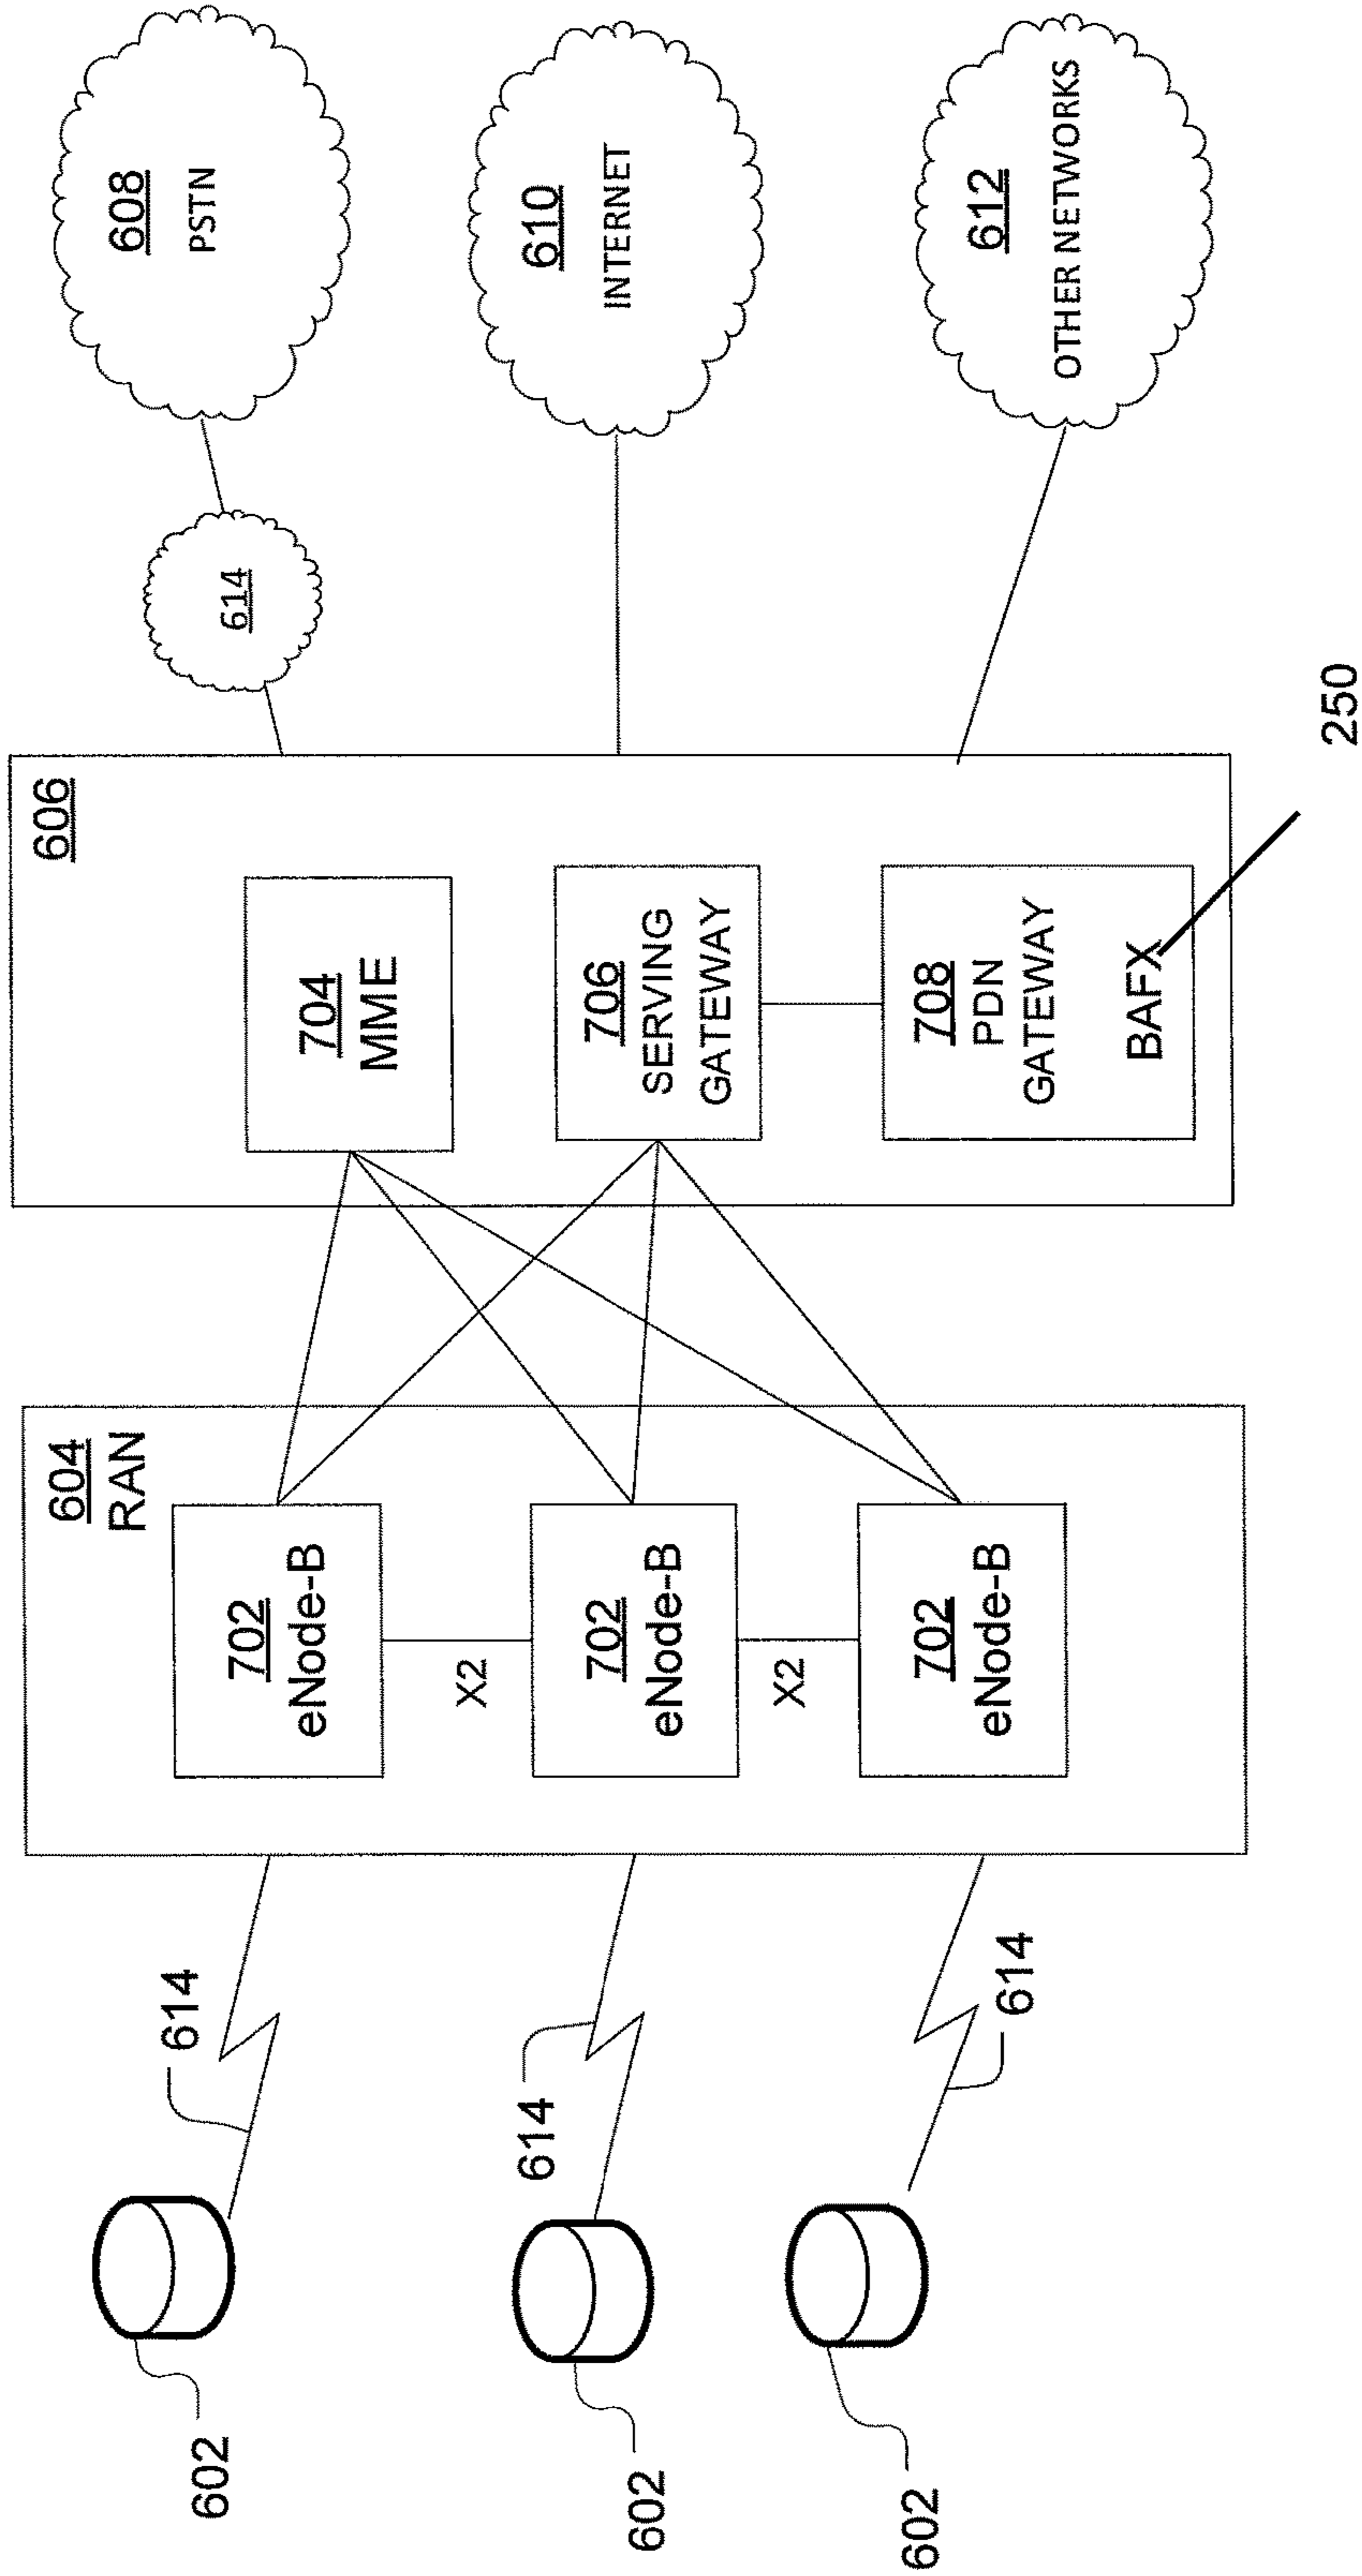 602
614
602
614
602
614
604
RAN
702
eNode-B
X2
702
eNode-B
X2
702
eNode-B
606
704
MME
706
SERVING
GATEWAY
708
PDN
GATEWAY
BAFX
250
614
608
PSTN
610
INTERNET
612
OTHER NETWORKS